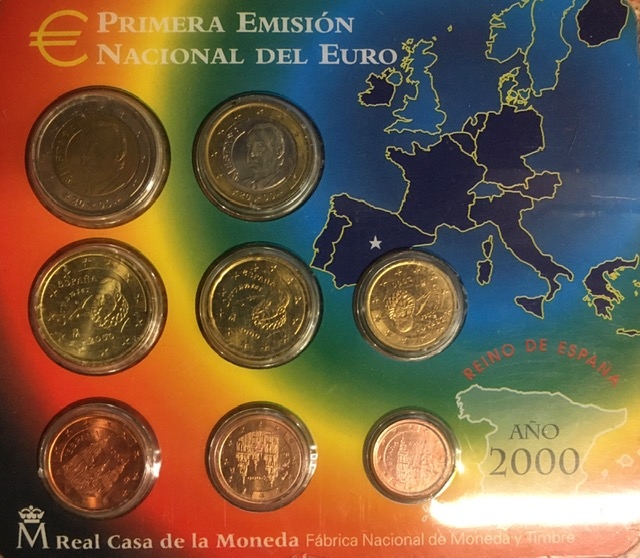 € PRIMERA EMISIÓN
NACIONAL DEL EURO
ESPAÑA
REINO DE ESPAÑA
AÑO
2000
M Real Casa de la Moneda Fábrica Nacional de Moneda y Timbre